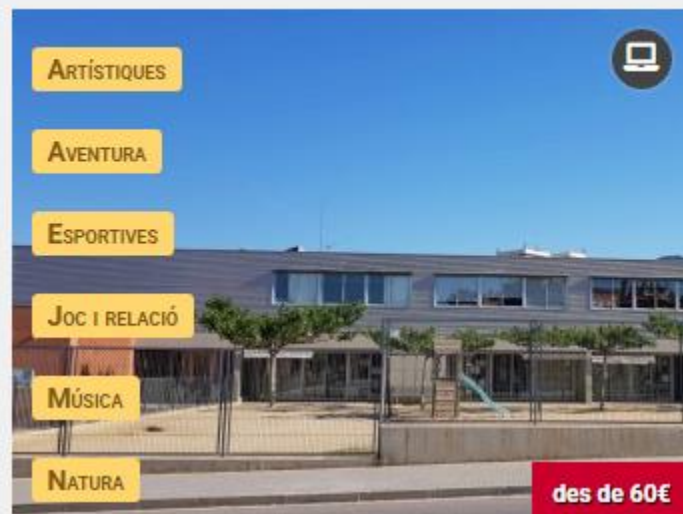 Artístiques
Aventura
Esportives
Joc i relació
Música
Natura
des de 60€